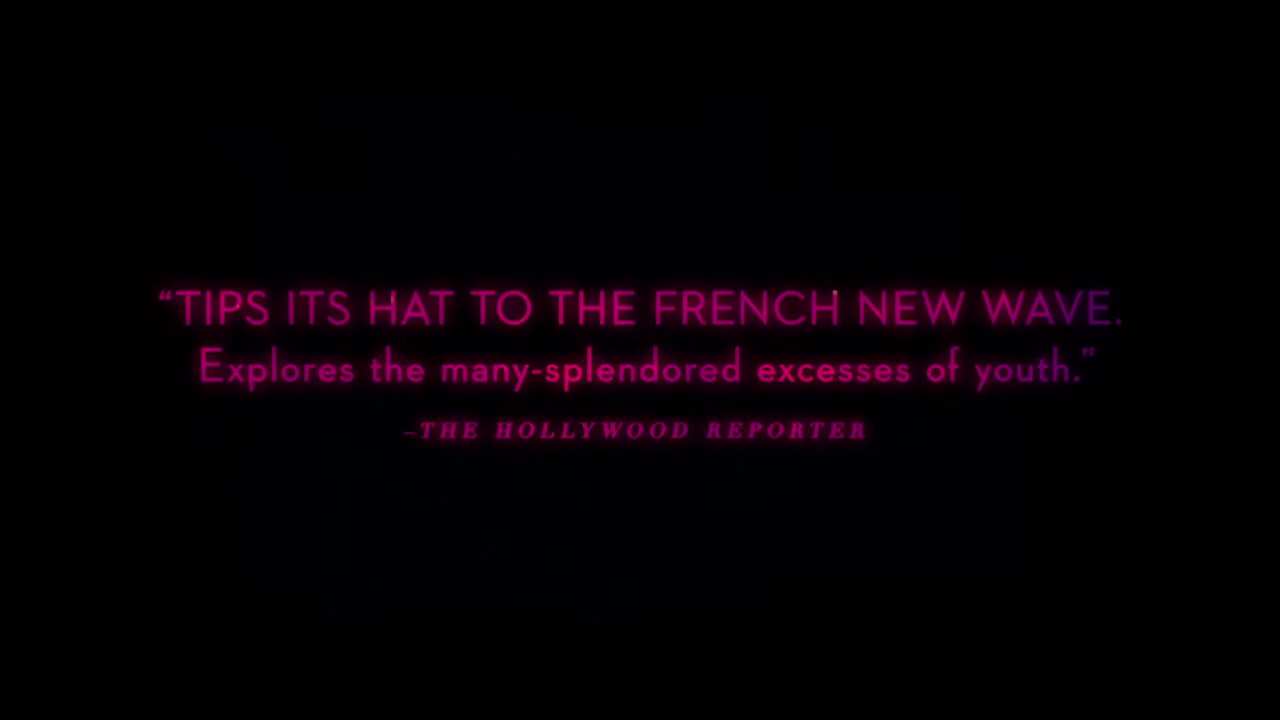 “TIPS ITS HAT TO THE FRENCH NEW WAVE.
Explores the many-splendored excesses of youth.”
–THE HOLLYWOOD REPORTER